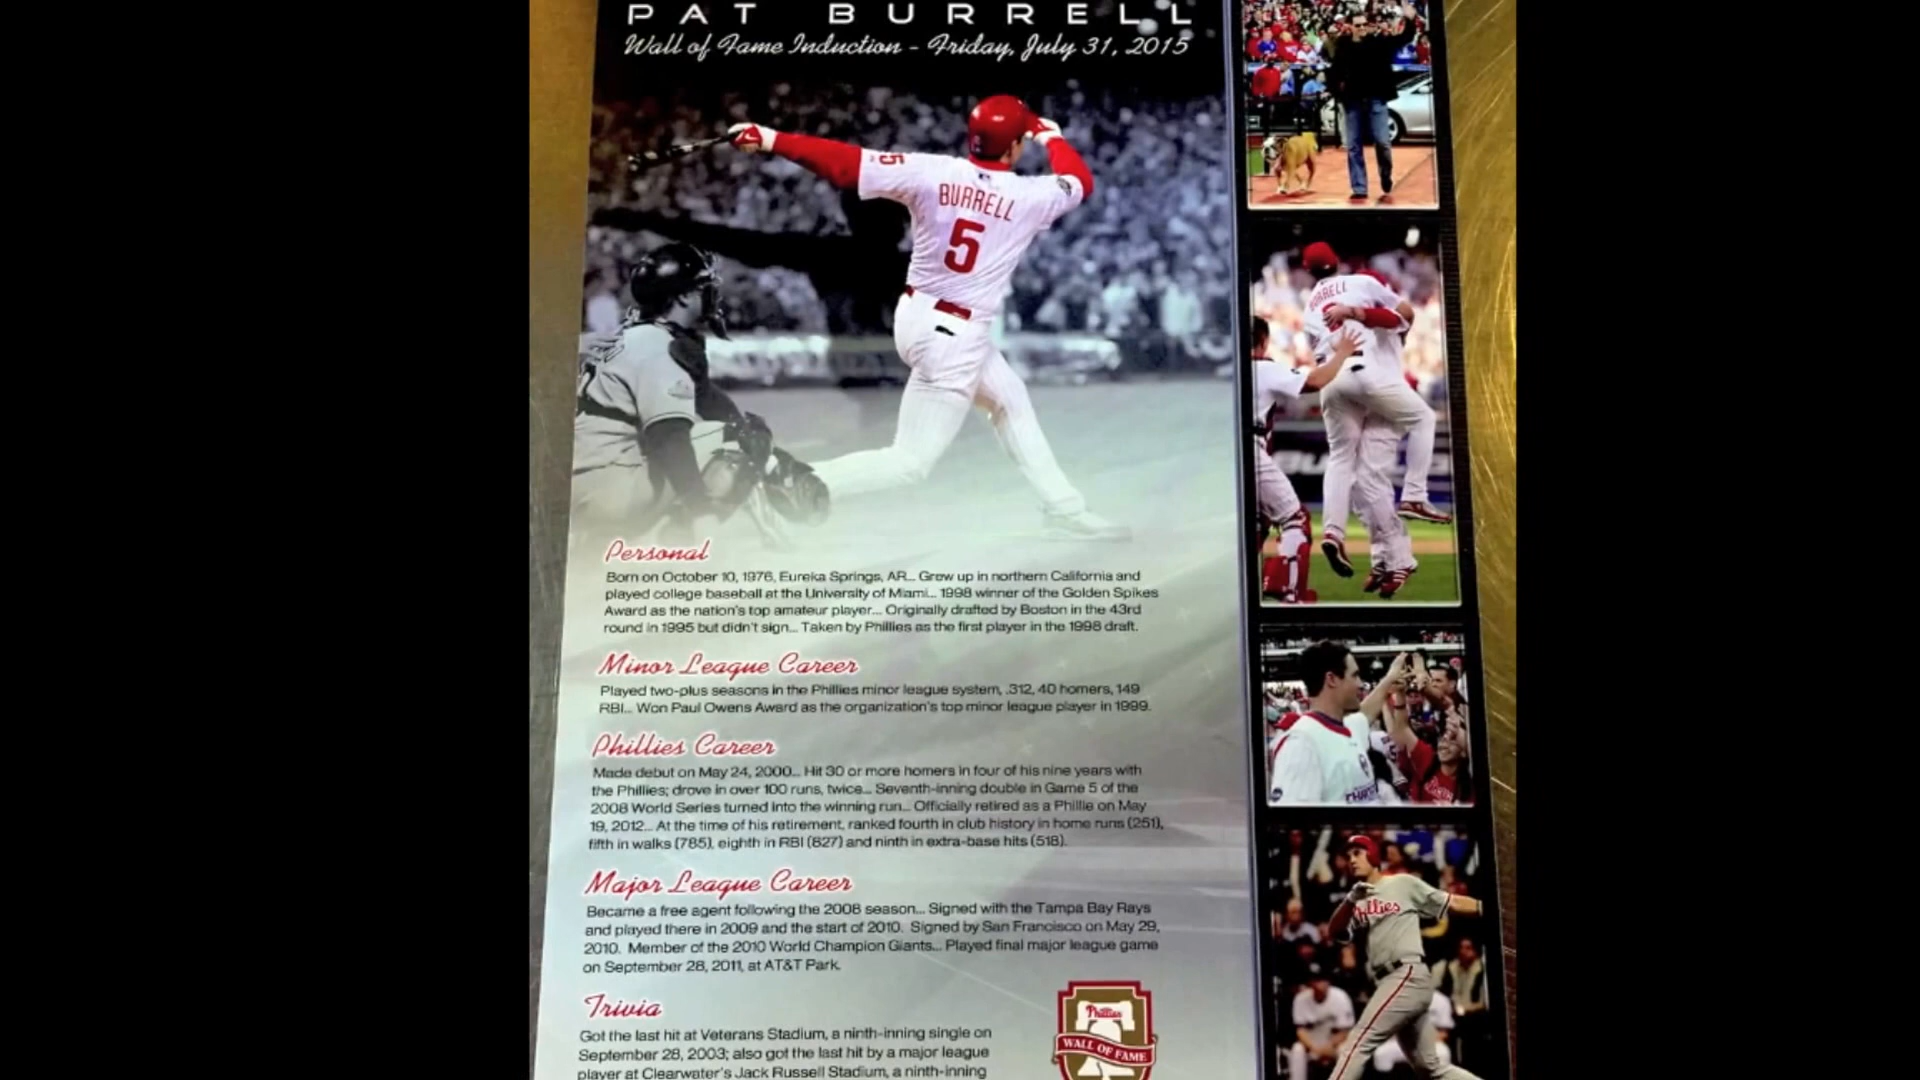 PAT BURRELL
Wall of Fame Induction - Friday, July 31, 2015
5
BURRELL
5
BURRELL
Personal
Born on October 10, 1976, Eureka Springs, AR... Grew up in northern California and
played college baseball at the University of Miami... 1998 winner of the Golden Spikes
Award as the nation's top amateur player... Originally drafted by Boston in the 43rd
round in 1995 but didn't sign... Taken by Phillies as the first player in the 1998 draft.
Minor League Career
Played two-plus seasons in the Phillies minor league system, .312, 40 homers, 149
RBI... Won Paul Owens Award as the organization's top minor league player in 1999.
Phillies Career
Made debut on May 24, 2000... Hit 30 or more homers in four of his nine years with
the Phillies; drove in over 100 runs, twice... Seventh-inning double in Game 5 of the
2008 World Series turned into the winning run... Officially retired as a Phillie on May
19, 2012... At the time of his retirement, ranked fourth in club history in home runs (251),
fifth in walks (785), eighth in RBI (827) and ninth in extra-base hits (518).
Major League Career
Became a free agent following the 2008 season... Signed with the Tampa Bay Rays
and played there in 2009 and the start of 2010. Signed by San Francisco on May 29,
2010. Member of the 2010 World Champion Giants... Played final major league game
on September 28, 2011, at AT&T Park.
Trivia
Got the last hit at Veterans Stadium, a ninth-inning single on
September 28, 2003; also got the last hit by a major league
player at Clearwater's Jack Russell Stadium, a ninth-inning
Phillies
WALL OF FAME
Phillies